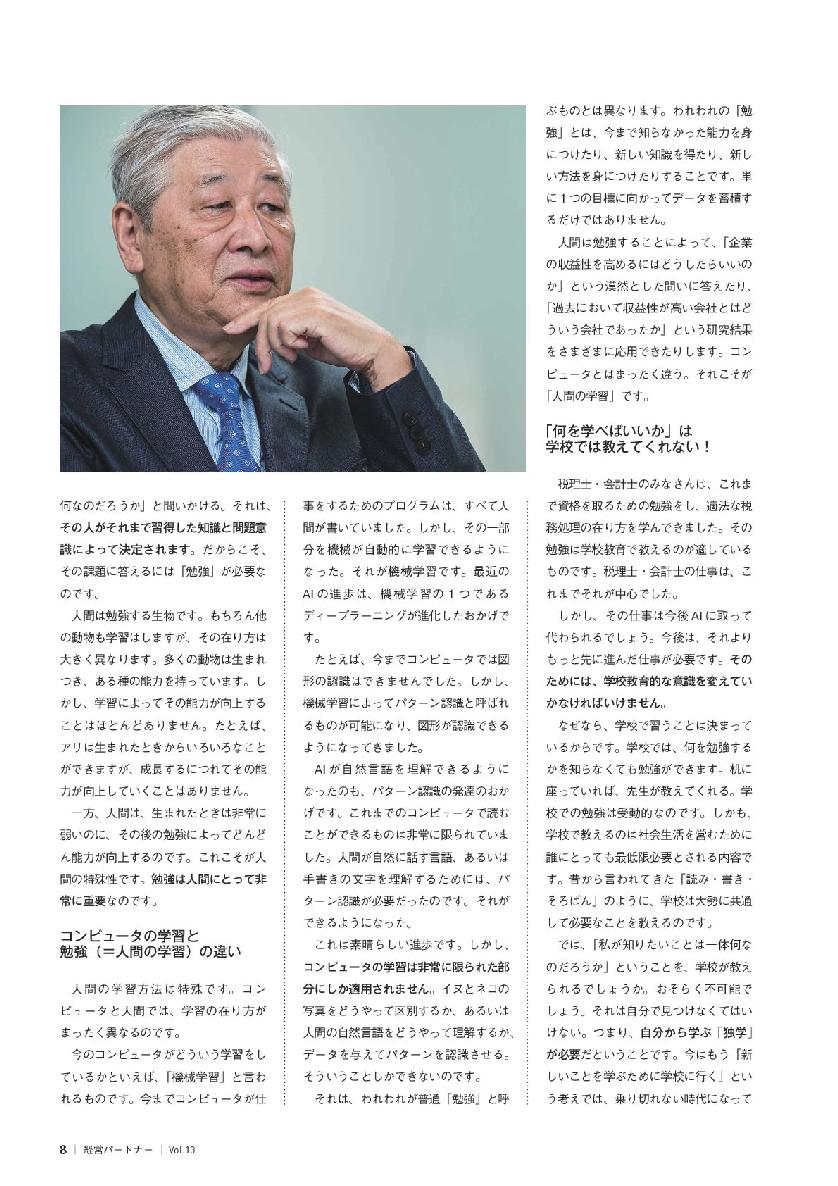 何なのだろうか」と問いかける。それは、
その人がそれまで習得した知識と問題意
識によって決定されます。だからこそ、
その課題に答えるには「勉強」が必要な
のです。
人間は勉強する生物です。もちろん他
の動物も学習はしますが、その在り方は
大きく異なります。多くの動物は生まれ
つき、ある種の能力を持っています。し
かし、学習によってその能力が向上する
ことはほとんどありません。たとえば、
アリは生まれたときからいろいろなこと
ができますが、成長するにつれてその能
力が向上していくことはありません。
一方、人間は、生まれたときは非常に
弱いのに、その後の勉強によってどんど
ん能力が向上するのです。これこそが人
間の特殊性です。勉強は人間にとって非
常に重要なのです。
コンピュータの学習と
勉強（＝人間の学習）の違い
人間の学習方法は特殊です。コン
ピュータと人間では、学習の在り方が
まったく異なるのです。
今のコンピュータがどういう学習をし
ているかといえば、「機械学習」と言わ
れるものです。今までコンピュータが仕
事をするためのプログラムは、すべて人
間が書いていました。しかし、その一部
分を機械が自動的に学習できるように
なった。それが機械学習です。最近の
AIの進歩は、機械学習の1つである
ディープラーニングが進化したおかげで
す。
たとえば、今までコンピュータでは図
形の認識はできませんでした。しかし、
機械学習によってパターン認識と呼ばれ
るものが可能になり、図形が認識できる
ようになってきました。
AIが自然言語を理解できるように
なったのも、パターン認識の発達のおか
げです。これまでのコンピュータで読む
ことができるものは非常に限られていま
した。人間が自然に話す言語、あるいは
手書きの文字を理解するためには、パ
ターン認識が必要だったのです。それが
できるようになった。
これは素晴らしい進歩です。しかし、
コンピュータの学習は非常に限られた部
分にしか適用されません。イヌとネコの
写真をどうやって区別するか、あるいは
人間の自然言語をどうやって理解するか、
データを与えてパターンを認識させる。
そういうことしかできないのです。
それは、われわれが普通「勉強」と呼
ぶものとは異なります。われわれの「勉
強」とは、今まで知らなかった能力を身
につけたり、新しい知識を得たり、新し
い方法を身につけたりすることです。単
に1つの目標に向かってデータを蓄積す
るだけではありません。
人間は勉強することによって、「企業
の収益性を高めるにはどうしたらいいの
か」という漠然とした問いに答えたり、
「過去において収益性が高い会社とはど
ういう会社であったか」という研究結果
をさまざまに応用できたりします。コン
ピュータとはまったく違う。それこそが
「人間の学習」です。
「何を学べばいいか」は
学校では教えてくれない！
税理士・会計士のみなさんは、これま
で資格を取るための勉強をし、適法な税
務処理の在り方を学んできました。その
勉強は学校教育で教えるのが適している
ものです。税理士・会計士の仕事は、こ
れまでそれが中心でした。
しかし、その仕事は今後AIに取って
代わられるでしょう。今後は、それより
もっと先に進んだ仕事が必要です。その
ためには、学校教育的な意識を変えてい
かなければいけません。
なぜなら、学校で習うことは決まって
いるからです。学校では、何を勉強する
かを知らなくても勉強ができます。机に
座っていれば、先生が教えてくれる。学
校での勉強は受動的なのです。しかも、
学校で教えるのは社会生活を営むために
誰にとっても最低限必要とされる内容で
す。昔から言われてきた「読み・書き・
そろばん」のように、学校は大勢に共通
して必要なことを教えるのです。
では、「私が知りたいことは一体何な
のだろうか」ということを、学校が教え
られるでしょうか。おそらく不可能で
しょう。それは自分で見つけなくてはい
けない。つまり、自分から学ぶ「独学」
が必要だということです。今はもう「新
しいことを学ぶために学校に行く」とい
う考えでは、乗り切れない時代になって
8｜経営パートナー｜Vol.10